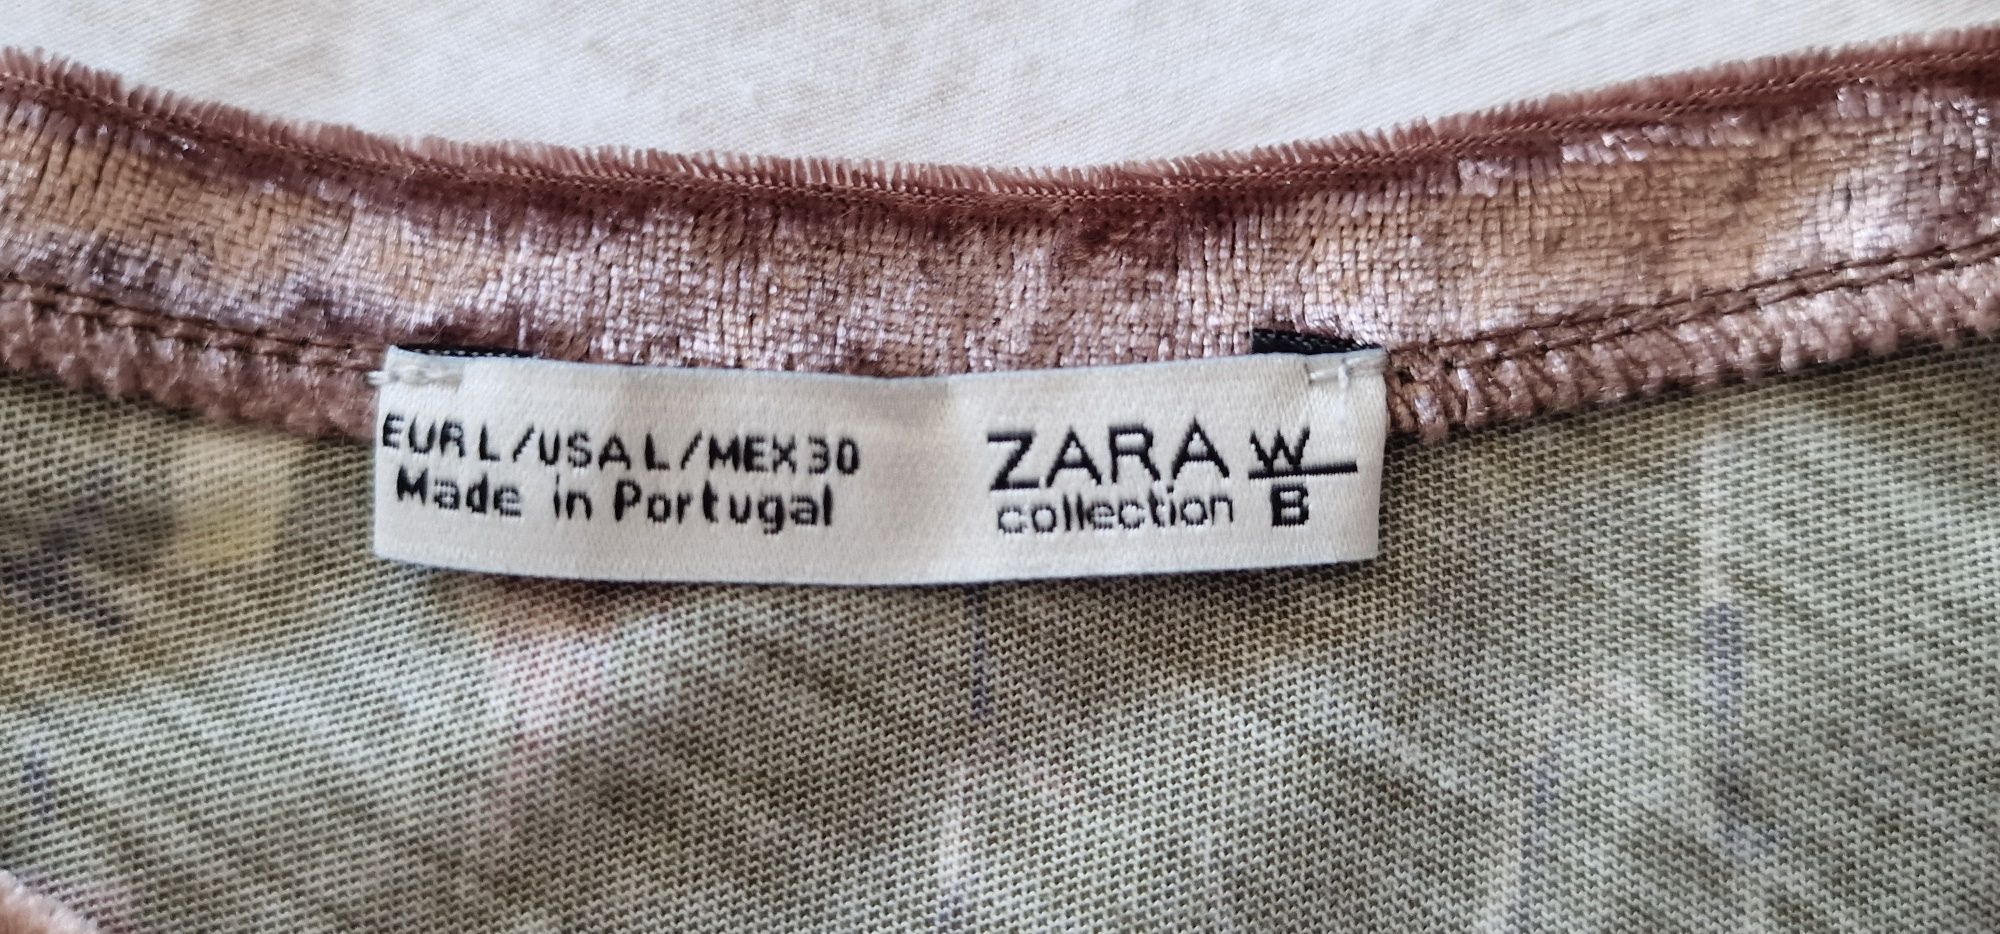 EUR L/USA L/MEX 30
Made in Portugal
ZARA W/B
collection